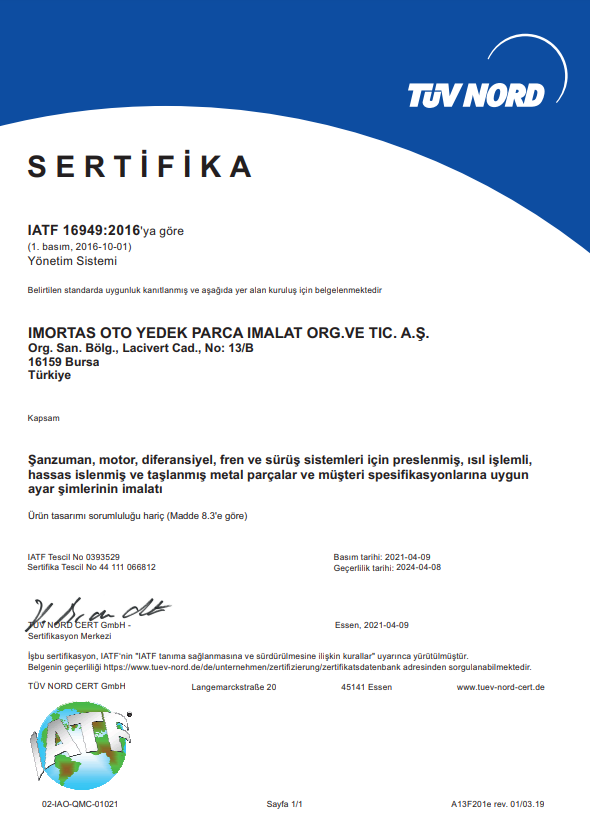 TÜV NORD
SERTİFİKA
IATF 16949:2016'ya göre
(1. basım, 2016-10-01)
Yönetim Sistemi
Belirtilen standarda uygunluk kanıtlanmış ve aşağıda yer alan kuruluş için belgelenmektedir
IMORTAS OTO YEDEK PARCA IMALAT ORG.VE TIC. A.Ş.
Org. San. Bölg., Lacivert Cad., No: 13/B
16159 Bursa
Türkiye
Kapsam
Şanzuman, motor, diferansiyel, fren ve sürüş sistemleri için preslenmiş, ısıl işlemli,
hassas islenmiş ve taşlanmış metal parçalar ve müşteri spesifikasyonlarına uygun
ayar şimlerinin imalatı
Ürün tasarımı sorumluluğu hariç (Madde 8.3'e göre)
IATF Tescil No 0393529
Sertifika Tescil No 44 111 066812
Basım tarihi: 2021-04-09
Geçerlilik tarihi: 2024-04-08
TÜV NORD CERT GmbH -
Sertifikasyon Merkezi
Essen, 2021-04-09
İşbu sertifikasyon, IATF'nin "IATF tanıma sağlanmasına ve sürdürülmesine ilişkin kurallar" uyarınca yürütülmüştür.
Belgenin geçerliliği https://www.tuev-nord.de/de/unternehmen/zertifizierung/zertifikatsdatenbank adresinden sorgulanabilmektedir.
TÜV NORD CERT GmbH Langemarckstraße 20 45141 Essen www.tuev-nord-cert.de
IATF
02-IAO-QMC-01021 Sayfa 1/1 A13F201e rev. 01/03.19